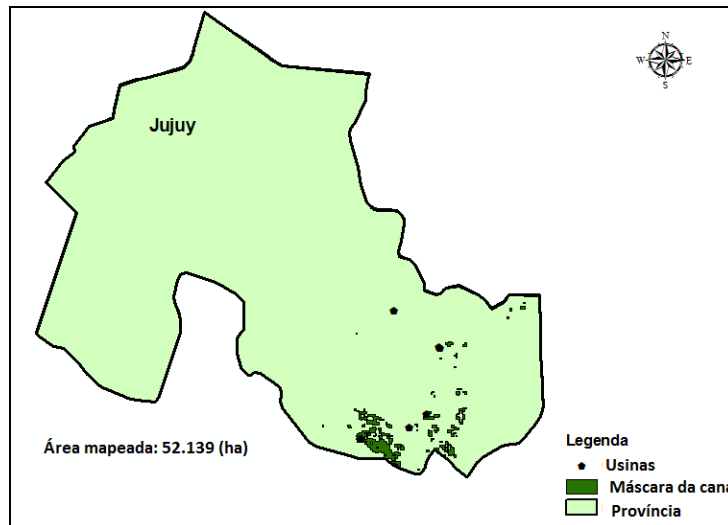 N
W E
S
Jujuy
Área mapeada: 52.139 (ha)
Legenda
Usinas
Máscara da cana
Província